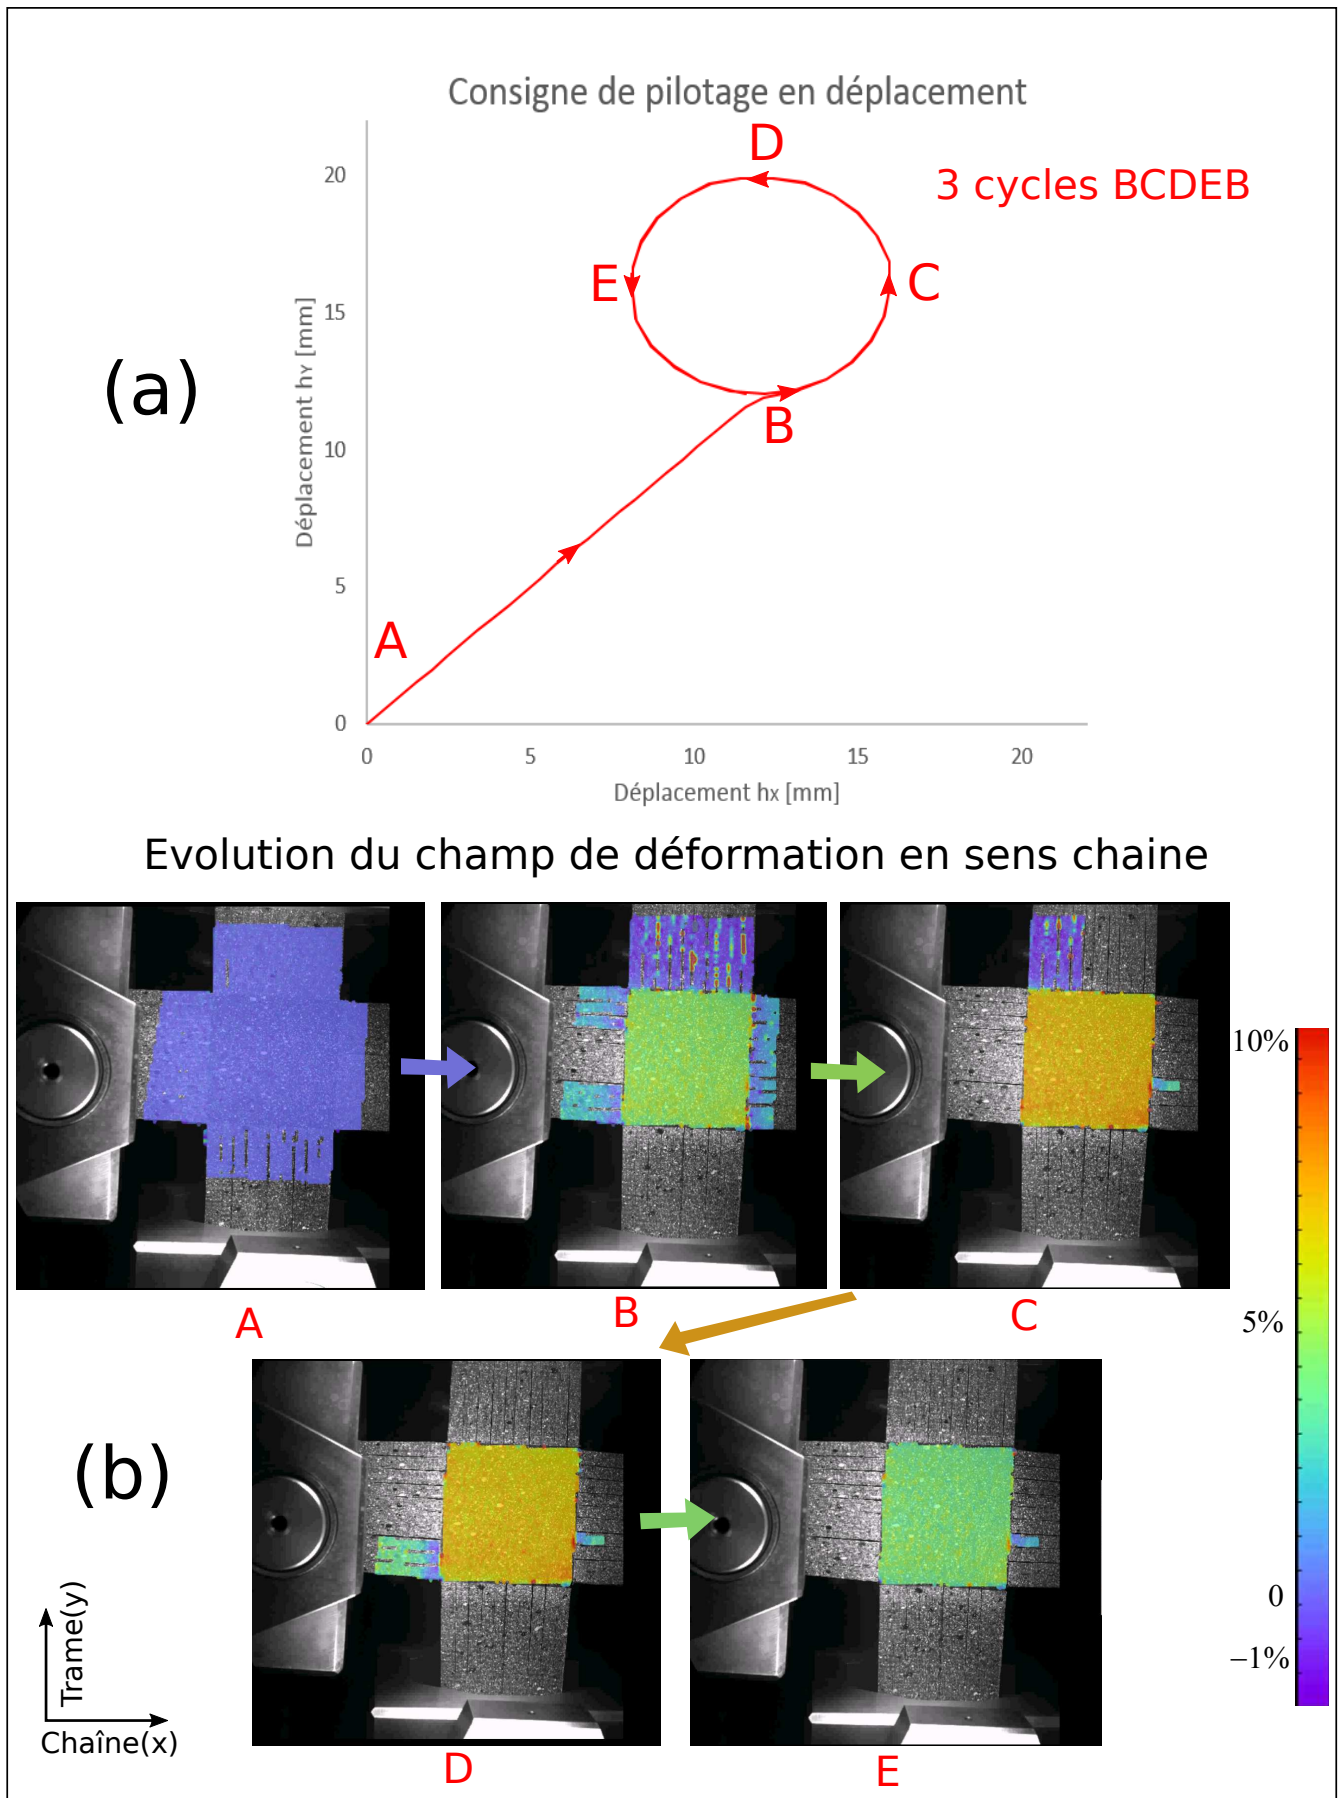 Consigne de pilotage en déplacement
D
3 cycles BCDEB
20
E
C
15
Déplacement hY [mm]
(a)
B
10
5
A
0
0 5 10 15 20
Déplacement hx [mm]
Evolution du champ de déformation en sens chaine
10%
5%
0
−1%
A
B
C
(b)
Trame(y)
Chaîne(x)
D
E